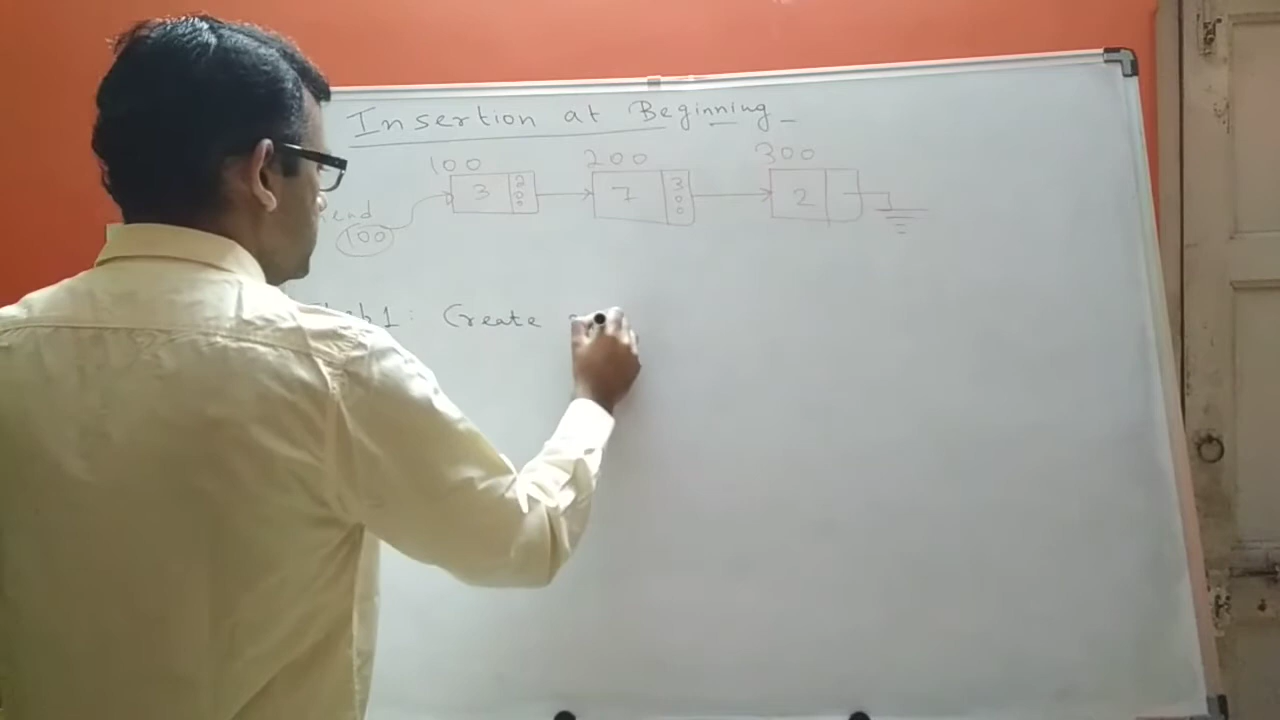 Insertion at Beginning
100 200 300
3 200 7 300 2
head
100
Step1: Create